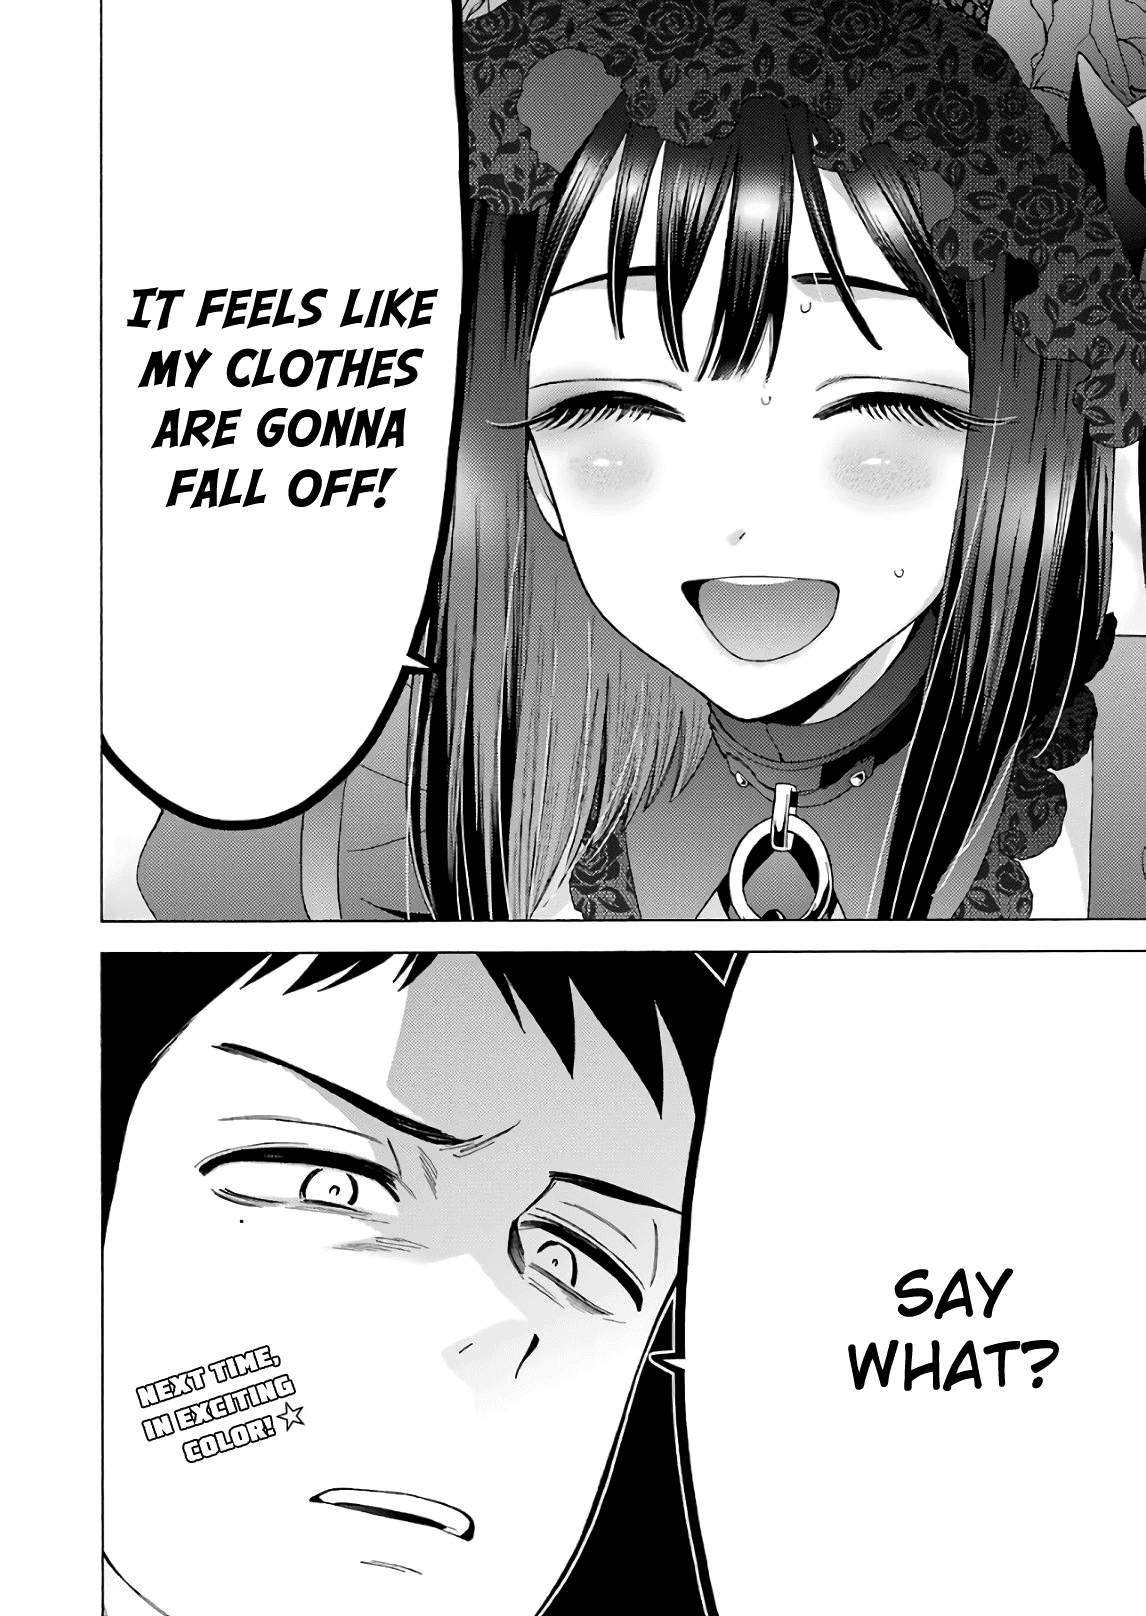 IT FEELS LIKE
MY CLOTHES
ARE GONNA
FALL OFF!
SAY
WHAT?
NEXT TIME,
IN EXCITING
COLOR!☆